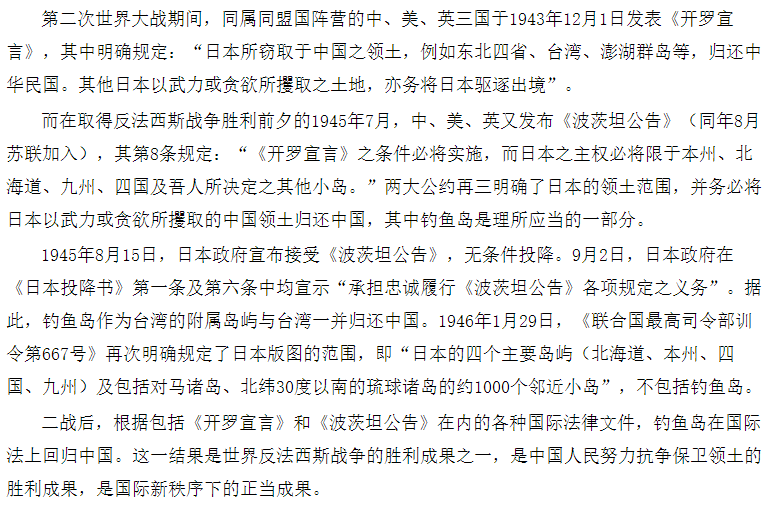 第二次世界大战期间，同属同盟国阵营的中、美、英三国于1943年12月1日发表《开罗宣
言》，其中明确规定：“日本所窃取于中国之领土，例如东北四省、台湾、澎湖群岛等，归还中
华民国。其他日本以武力或贪欲所攫取之土地，亦务将日本驱逐出境”。
而在取得反法西斯战争胜利前夕的1945年7月，中、美、英又发布《波茨坦公告》（同年8月
苏联加入），其第8条规定：“《开罗宣言》之条件必将实施，而日本之主权必将限于本州、北
海道、九州、四国及吾人所决定之其他小岛。”两大公约再三明确了日本的领土范围，并务必将
日本以武力或贪欲所攫取的中国领土归还中国，其中钓鱼岛是理所应当的一部分。
1945年8月15日，日本政府宣布接受《波茨坦公告》，无条件投降。9月2日，日本政府在
《日本投降书》第一条及第六条中均宣示“承担忠诚履行《波茨坦公告》各项规定之义务”。据
此，钓鱼岛作为台湾的附属岛屿与台湾一并归还中国。1946年1月29日，《联合国最高司令部训
令第667号》再次明确规定了日本版图的范围，即“日本的四个主要岛屿（北海道、本州、四
国、九州）及包括对马诸岛、北纬30度以南的琉球诸岛的约1000个邻近小岛”，不包括钓鱼岛。
二战后，根据包括《开罗宣言》和《波茨坦公告》在内的各种国际法律文件，钓鱼岛在国际
法上回归中国。这一结果是世界反法西斯战争的胜利成果之一，是中国人民努力抗争保卫领土的
胜利成果，是国际新秩序下的正当成果。